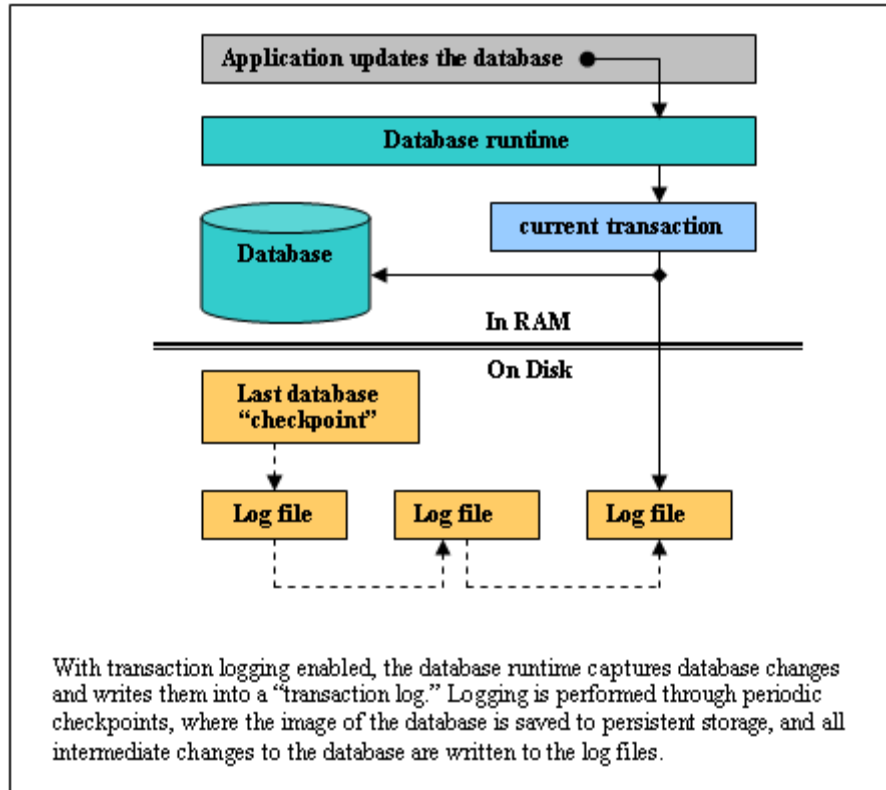 Application updates the database
Database runtime
current transaction
Database
In RAM
On Disk
Last database
“checkpoint”
Log file
Log file
Log file
With transaction logging enabled, the database runtime captures database changes
and writes them into a “transaction log.” Logging is performed through periodic
checkpoints, where the image of the database is saved to persistent storage, and all
intermediate changes to the database are written to the log files.